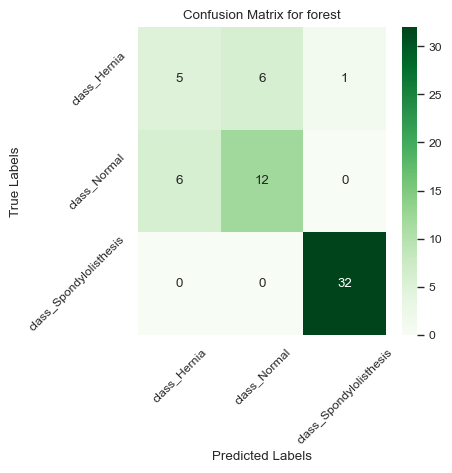 Confusion Matrix for forest
True Labels
class_Hernia
5 6 1
class_Normal
6 12 0
class_Spondylolisthesis
0 0 32
class_Hernia
class_Normal
class_Spondylolisthesis
Predicted Labels
30
25
20
15
10
5
0